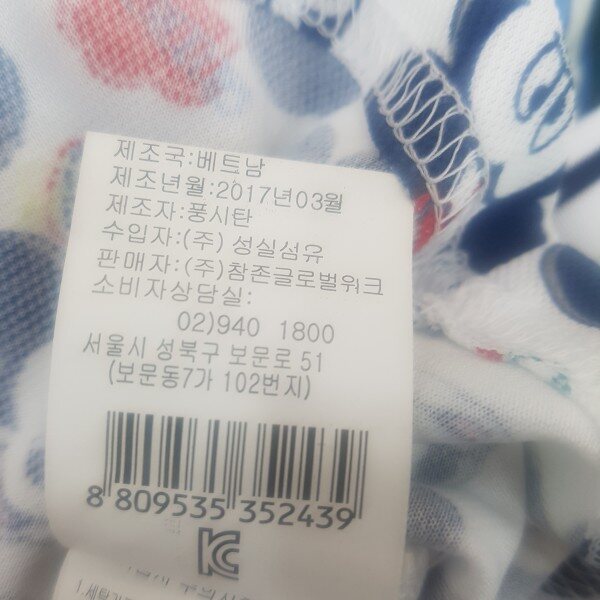 제조국:베트남
제조년월:2017년03월
제조자:풍시탄
수입자:(주) 성실섬유
판매자:(주)참존글로벌워크
소비자상담실:
02)940 1800
서울시 성북구 보문로 51
(보문동7가 102번지)
8 809535 352439
KC